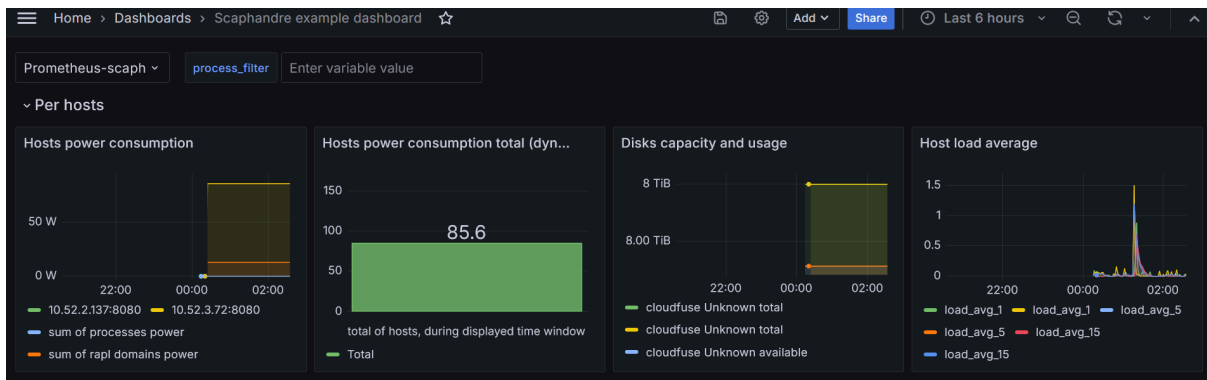 Home › Dashboards › Scaphandre example dashboard
Add
Share
Last 6 hours
Prometheus-scaph
process_filter
Enter variable value
Per hosts
Hosts power consumption
50 W
0 W
22:00 00:00 02:00
10.52.2.137:8080 10.52.3.72:8080
sum of processes power
sum of rapl domains power
Hosts power consumption total (dyn...
150
100
50
0
85.6
total of hosts, during displayed time window
Total
Disks capacity and usage
8 TiB
8.00 TiB
22:00 00:00 02:00
cloudfuse Unknown total
cloudfuse Unknown total
cloudfuse Unknown available
Host load average
1.5
1
0.5
0
22:00 00:00 02:00
load_avg_1 load_avg_1 load_avg_5
load_avg_5 load_avg_15
load_avg_15